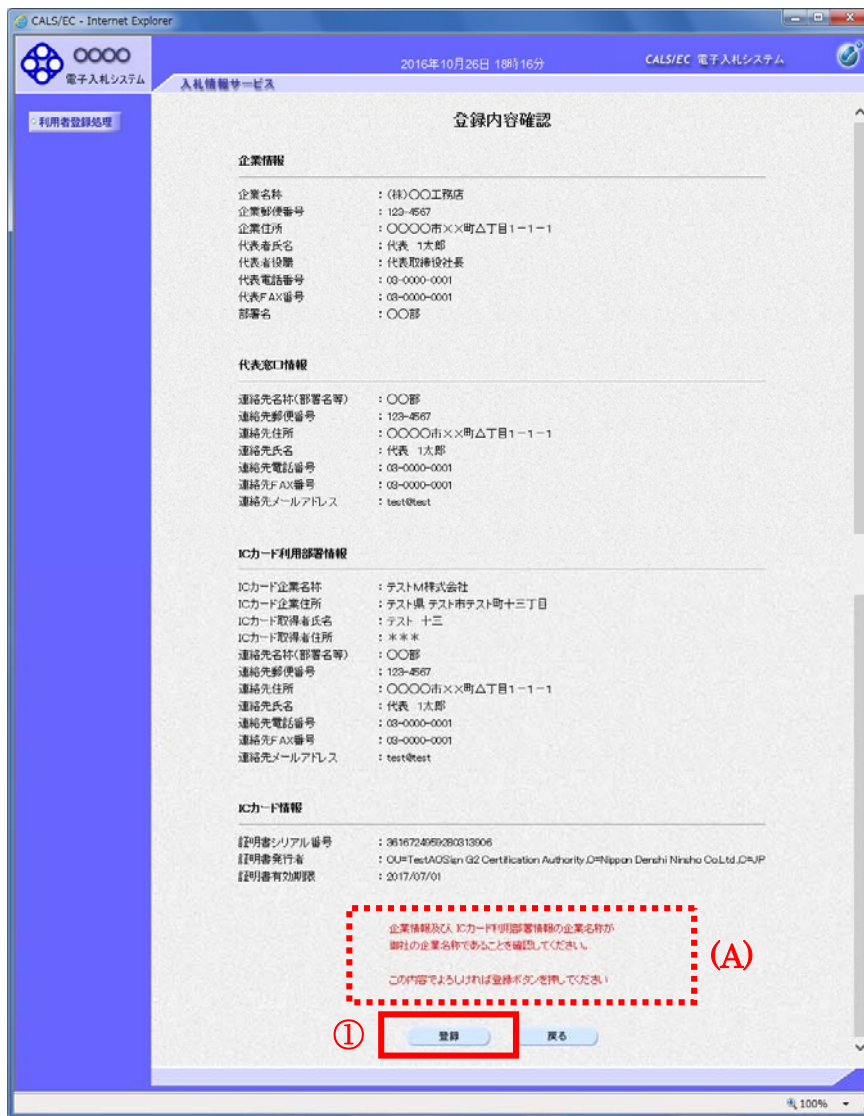 CALS/EC - Internet Explorer
○○○○
電子入札システム
2016年10月26日 18時16分
CALS/EC 電子入札システム
入札情報サービス
○利用者登録処理
登録内容確認
企業情報
企業名称 : (株)○○工務店
企業郵便番号 : 123-4567
企業住所 : ○○○○市××町△丁目1-1-1
代表者氏名 : 代表 1太郎
代表者役職 : 代表取締役社長
代表電話番号 : 03-0000-0001
代表FAX番号 : 03-0000-0001
部署名 : ○○部
代表窓口情報
連絡先名称(部署名等) : ○○部
連絡先郵便番号 : 123-4567
連絡先住所 : ○○○○市××町△丁目1-1-1
連絡先氏名 : 代表 1太郎
連絡先電話番号 : 03-0000-0001
連絡先FAX番号 : 03-0000-0001
連絡先メールアドレス : test@test
ICカード利用部署情報
ICカード企業名称 : テストM株式会社
ICカード企業住所 : テスト県 テスト市テスト町十三丁目
ICカード取得者氏名 : テスト 十三
ICカード取得者住所 : ***
連絡先名称(部署名等) : ○○部
連絡先郵便番号 : 123-4567
連絡先住所 : ○○○○市××町△丁目1-1-1
連絡先氏名 : 代表 1太郎
連絡先電話番号 : 03-0000-0001
連絡先FAX番号 : 03-0000-0001
連絡先メールアドレス : test@test
ICカード情報
証明書シリアル番号 : 3616724959280313906
証明書発行者 : OU=TestAOSign G2 Certification Authority,O=Nippon Denshi Ninsho Co.Ltd.,C=JP
証明書有効期限 : 2017/07/01
企業情報及び、ICカード利用部署情報の企業名称が
御社の企業名称であることを確認してください。
この内容でよろしければ登録ボタンを押してください
(A)
①
登録
戻る
100%